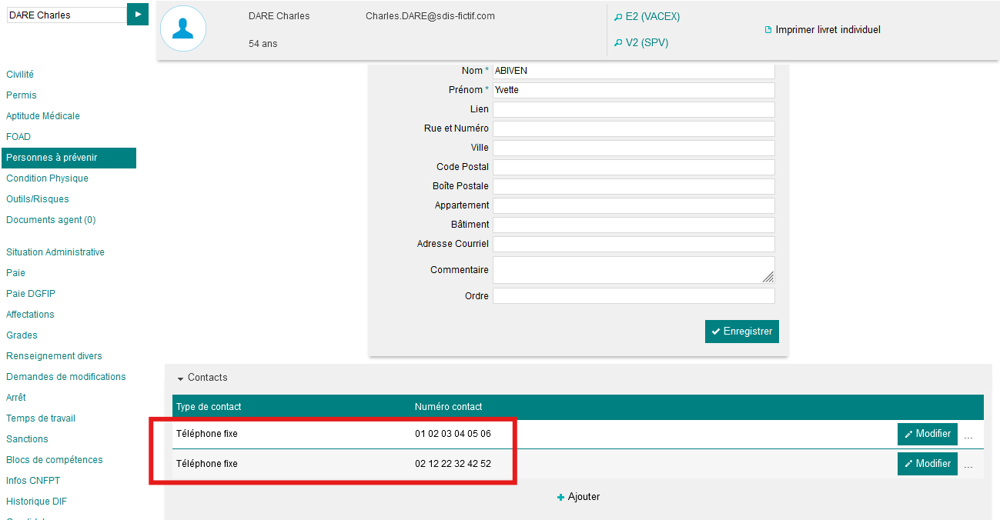 DARE Charles
DARE Charles
Charles.DARE@sdis-fictif.com
E2 (VACEX)
Imprimer livret individuel
54 ans
V2 (SPV)
Civilité
Permis
Aptitude Médicale
FOAD
Personnes à prévenir
Condition Physique
Outils/Risques
Documents agent (0)
Situation Administrative
Paie
Paie DGFIP
Affectations
Grades
Renseignement divers
Demandes de modifications
Arrêt
Temps de travail
Sanctions
Blocs de compétences
Infos CNFPT
Historique DIF
Nom * ABIVEN
Prénom * Yvette
Lien
Rue et Numéro
Ville
Code Postal
Boîte Postale
Appartement
Bâtiment
Adresse Courriel
Commentaire
Ordre
Enregistrer
Contacts
Type de contact Numéro contact
Téléphone fixe 01 02 03 04 05 06 Modifier ...
Téléphone fixe 02 12 22 32 42 52 Modifier ...
Ajouter